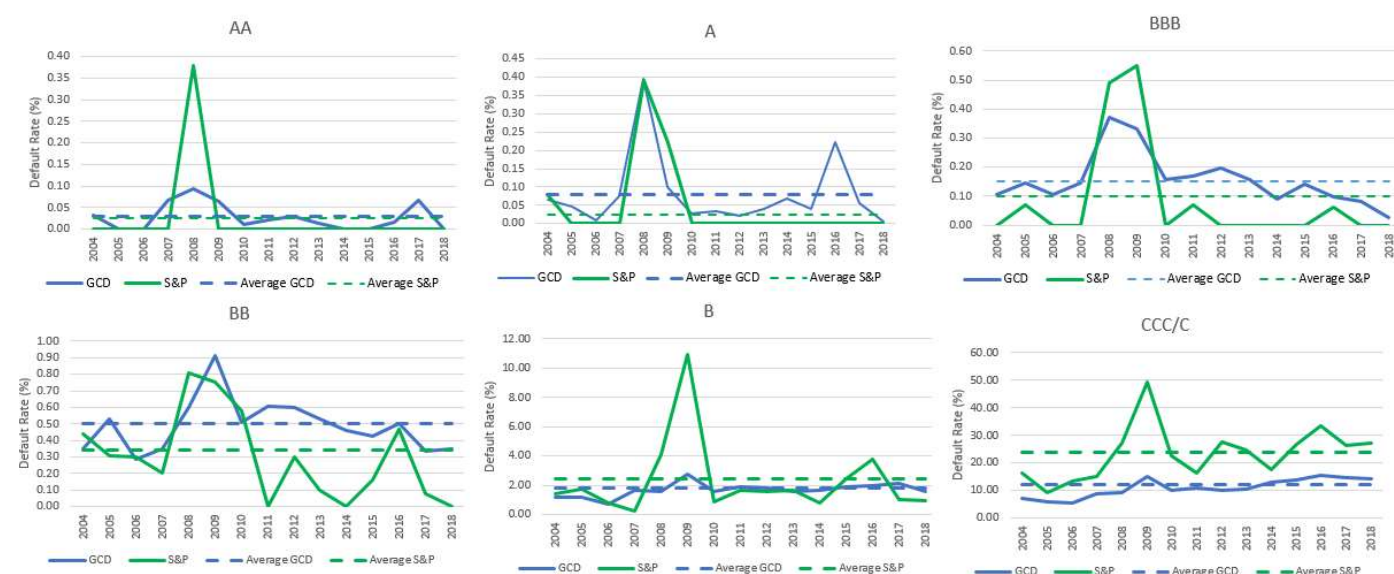 AA
Default Rate (%)
0.40
0.35
0.30
0.25
0.20
0.15
0.10
0.05
0.00
2004 2005 2006 2007 2008 2009 2010 2011 2012 2013 2014 2015 2016 2017 2018
GCD S&P Average GCD Average S&P
A
Default Rate (%)
0.45
0.40
0.35
0.30
0.25
0.20
0.15
0.10
0.05
0.00
2004 2005 2006 2007 2008 2009 2010 2011 2012 2013 2014 2015 2016 2017 2018
GCD S&P Average GCD Average S&P
BBB
Default Rate (%)
0.60
0.50
0.40
0.30
0.20
0.10
0.00
2004 2005 2006 2007 2008 2009 2010 2011 2012 2013 2014 2015 2016 2017 2018
GCD S&P Average GCD Average S&P
BB
Default Rate (%)
1.00
0.90
0.80
0.70
0.60
0.50
0.40
0.30
0.20
0.10
0.00
2004 2005 2006 2007 2008 2009 2010 2011 2012 2013 2014 2015 2016 2017 2018
GCD S&P Average GCD Average S&P
B
Default Rate (%)
12.00
10.00
8.00
6.00
4.00
2.00
0.00
2004 2005 2006 2007 2008 2009 2010 2011 2012 2013 2014 2015 2016 2017 2018
GCD S&P Average GCD Average S&P
CCC/C
Default Rate (%)
60.00
50.00
40.00
30.00
20.00
10.00
0.00
2004 2005 2006 2007 2008 2009 2010 2011 2012 2013 2014 2015 2016 2017 2018
GCD S&P Average GCD Average S&P